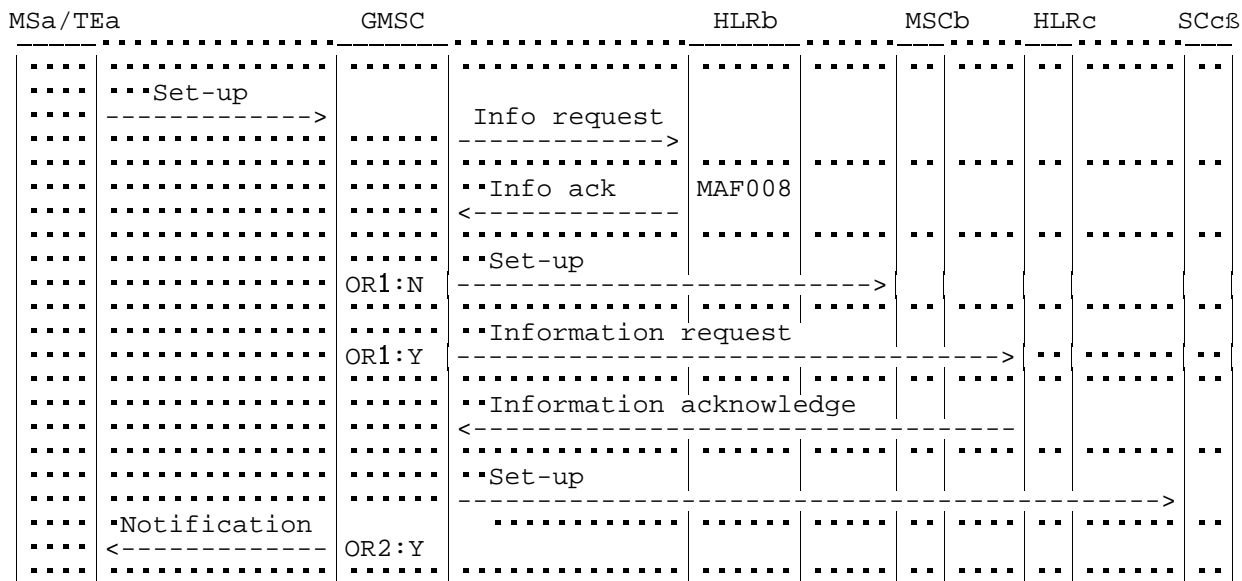 MSa/TEa GMSC HLRb MSCb HLRc SCcß
Set-up
-------------> Info request
------------->
Info ack MAF008
<-------------
Set-up
OR1:N -------------------------->
Information request
OR1:Y ---------------------------------->
Information acknowledge
<----------------------------------
Set-up
------------------------------------------->
Notification
<------------- OR2:Y